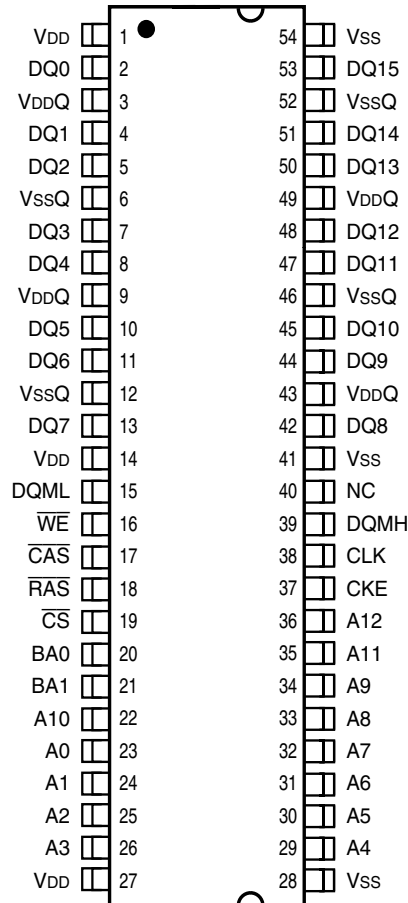 VDD 1 54 VSS
DQ0 2 53 DQ15
VDDQ 3 52 VSSQ
DQ1 4 51 DQ14
DQ2 5 50 DQ13
VSSQ 6 49 VDDQ
DQ3 7 48 DQ12
DQ4 8 47 DQ11
VDDQ 9 46 VSSQ
DQ5 10 45 DQ10
DQ6 11 44 DQ9
VSSQ 12 43 VDDQ
DQ7 13 42 DQ8
VDD 14 41 VSS
DQML 15 40 NC
WE 16 39 DQMH
CAS 17 38 CLK
RAS 18 37 CKE
CS 19 36 A12
BA0 20 35 A11
BA1 21 34 A9
A10 22 33 A8
A0 23 32 A7
A1 24 31 A6
A2 25 30 A5
A3 26 29 A4
VDD 27 28 VSS